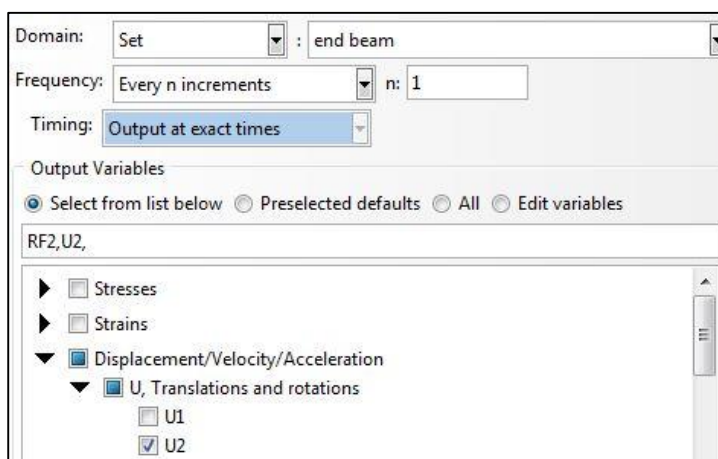 Domain: Set : end beam
Frequency: Every n increments n: 1
Timing: Output at exact times
Output Variables
Select from list below Preselected defaults All Edit variables
RF2,U2,
Stresses
Strains
Displacement/Velocity/Acceleration
U, Translations and rotations
U1
U2